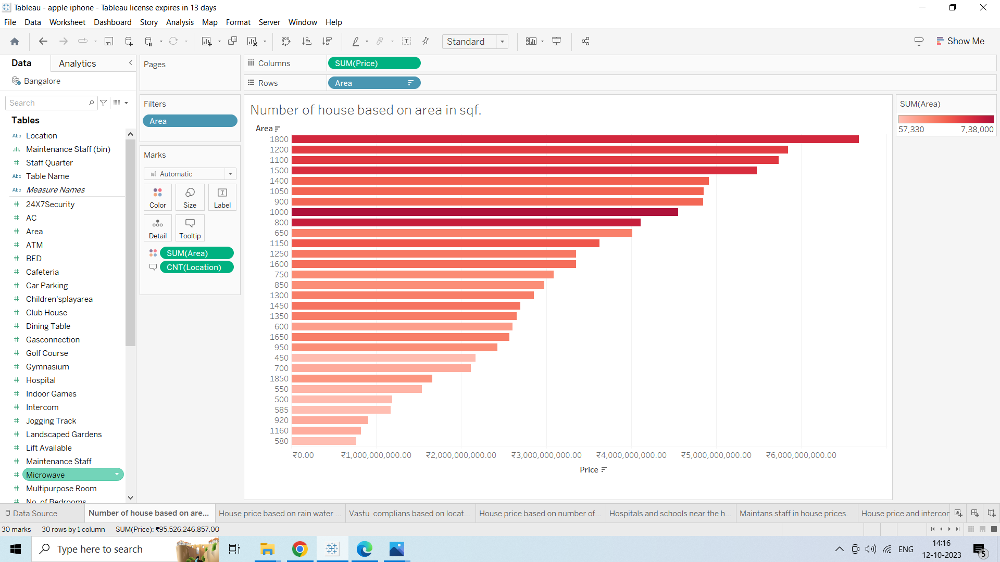 Tableau - apple iphone - Tableau license expires in 13 days
File Data Worksheet Dashboard Story Analysis Map Format Server Window Help
Standard
Show Me
Data Analytics
Bangalore
Search
Tables
Abc Location
Maintenance Staff (bin)
# Staff Quarter
Abc Table Name
Abc Measure Names
# 24X7Security
# AC
# Area
# ATM
# BED
# Cafeteria
# Car Parking
# Children'splayarea
# Club House
# Dining Table
# Gasconnection
# Golf Course
# Gymnasium
# Hospital
# Indoor Games
# Intercom
# Jogging Track
# Landscaped Gardens
# Lift Available
# Maintenance Staff
# Microwave
# Multipurpose Room
# No. of Bedrooms
Pages
Filters
Area
Marks
Automatic
Color Size Label
Detail Tooltip
SUM(Area)
CNT(Location)
Columns SUM(Price)
Rows Area
Number of house based on area in sqf.
Area
1800
1200
1100
1500
1400
1050
900
1000
800
650
1150
1250
1600
750
850
1300
1450
1350
600
1650
950
450
700
1850
550
500
585
920
1160
580
₹0.00 ₹1,000,000,000.00 ₹2,000,000,000.00 ₹3,000,000,000.00 ₹4,000,000,000.00 ₹5,000,000,000.00 ₹6,000,000,000.00
Price
SUM(Area)
57,330 7,38,000
Data Source Number of house based on are... House price based on rain water ... Vastu complians based on locat... House price based on number of... Hospitals and schools near the h... Maintans staff in house prices. House price and intercor
30 marks 30 rows by 1 column SUM(Price): ₹95,526,246,857.00
Type here to search
ENG
14:16
12-10-2023
5